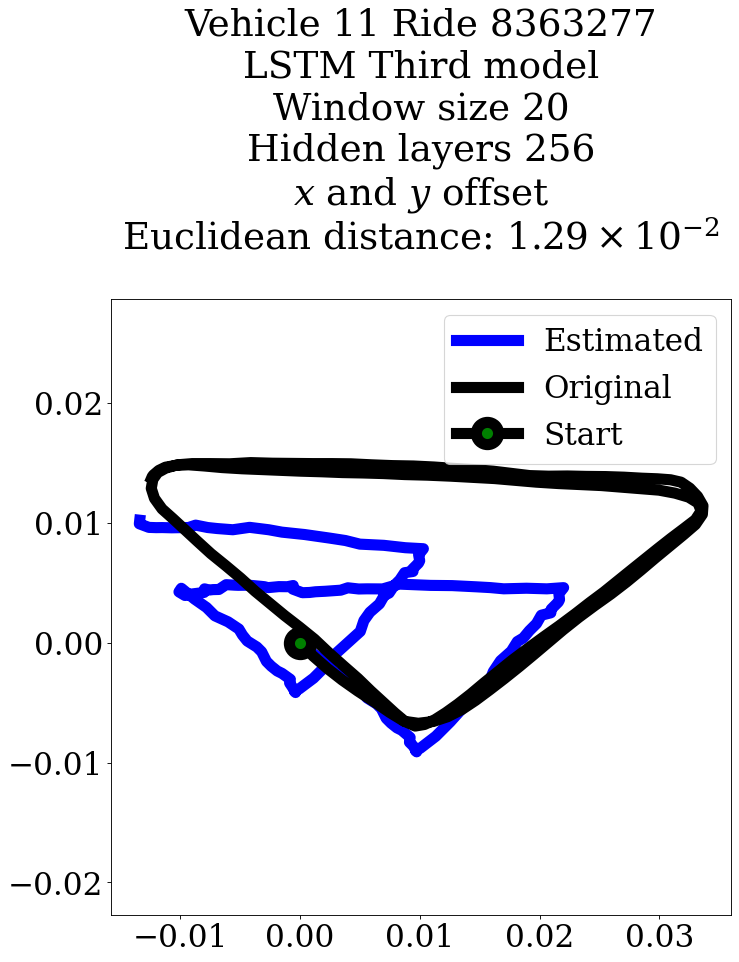 Vehicle 11 Ride 8363277
LSTM Third model
Window size 20
Hidden layers 256
x and y offset
Euclidean distance: 1.29 × 10⁻²
Estimated
Original
Start
0.02
0.01
0.00
−0.01
−0.02
−0.01 0.00 0.01 0.02 0.03